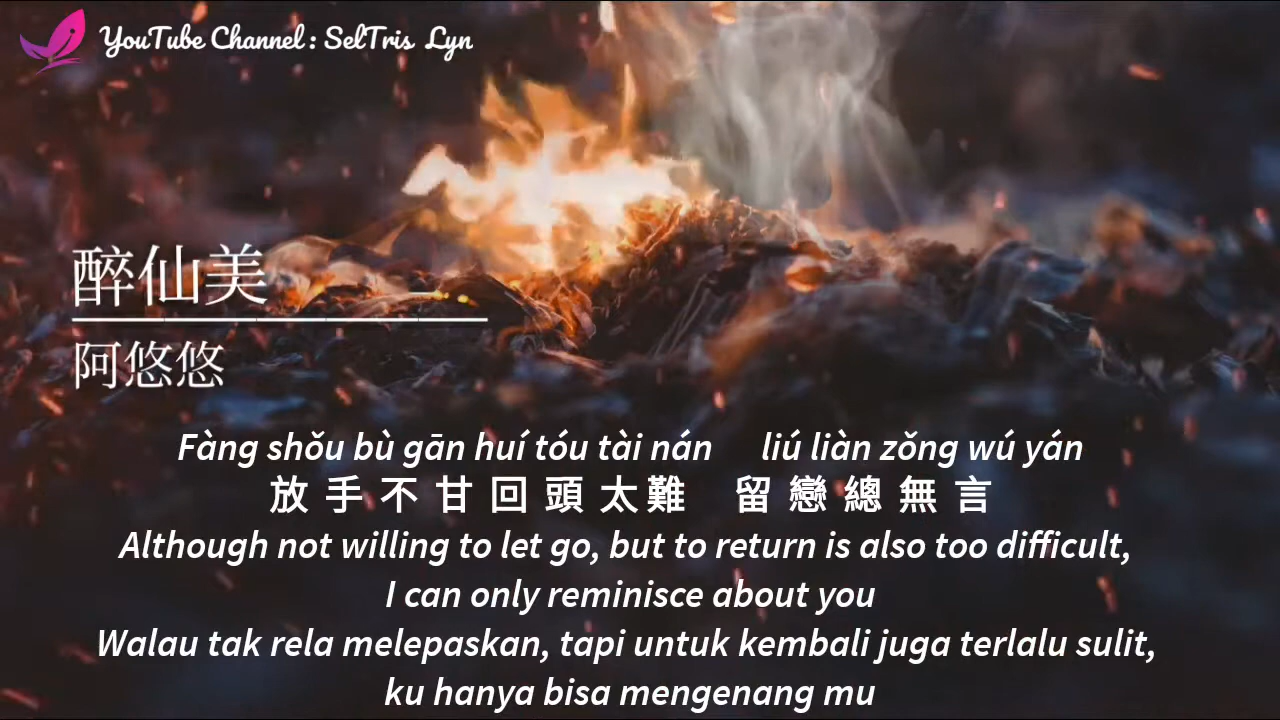 YouTube Channel : SelTris Lyn
醉仙美
阿悠悠
Fàng shǒu bù gān huí tóu tài nán liú liàn zǒng wú yán
放手不甘回頭太難 留戀總無言
Although not willing to let go, but to return is also too difficult,
I can only reminisce about you
Walau tak rela melepaskan, tapi untuk kembali juga terlalu sulit,
ku hanya bisa mengenang mu